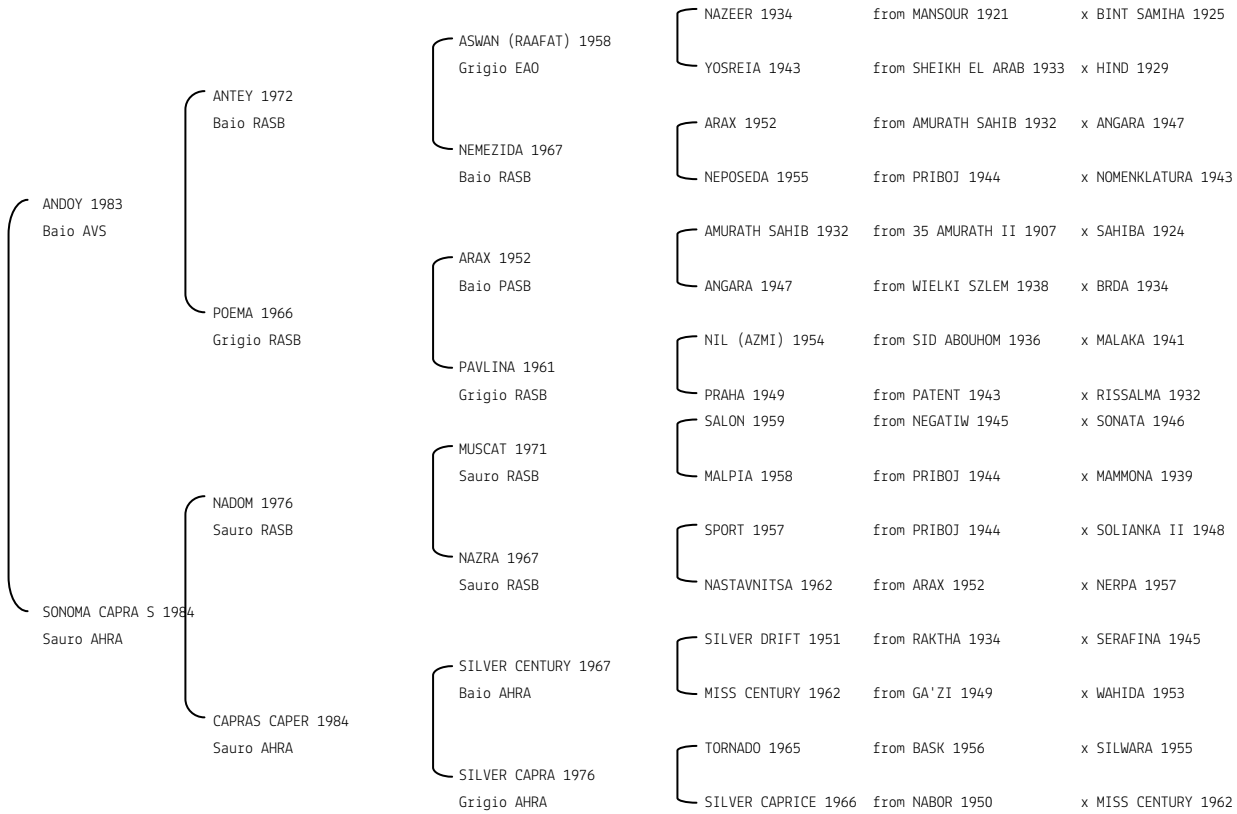 NAZEER 1934 from MANSOUR 1921 x BINT SAMIHA 1925
ASWAN (RAAFAT) 1958
Grigio EAO
YOSREIA 1943 from SHEIKH EL ARAB 1933 x HIND 1929
ANTEY 1972
Baio RASB
ARAX 1952 from AMURATH SAHIB 1932 x ANGARA 1947
NEMEZIDA 1967
Baio RASB
NEPOSEDA 1955 from PRIBOJ 1944 x NOMENKLATURA 1943
ANDOY 1983
Baio AVS
AMURATH SAHIB 1932 from 35 AMURATH II 1907 x SAHIBA 1924
ARAX 1952
Baio PASB
ANGARA 1947 from WIELKI SZLEM 1938 x BRDA 1934
POEMA 1966
Grigio RASB
NIL (AZMI) 1954 from SID ABOUHOM 1936 x MALAKA 1941
PAVLINA 1961
Grigio RASB
PRAHA 1949 from PATENT 1943 x RISSALMA 1932
SALON 1959 from NEGATIW 1945 x SONATA 1946
MUSCAT 1971
Sauro RASB
MALPIA 1958 from PRIBOJ 1944 x MAMMONA 1939
NADOM 1976
Sauro RASB
SPORT 1957 from PRIBOJ 1944 x SOLIANKA II 1948
NAZRA 1967
Sauro RASB
NASTAVNITSA 1962 from ARAX 1952 x NERPA 1957
SONOMA CAPRA S 1984
Sauro AHRA
SILVER DRIFT 1951 from RAKTHA 1934 x SERAFINA 1945
SILVER CENTURY 1967
Baio AHRA
MISS CENTURY 1962 from GA'ZI 1949 x WAHIDA 1953
CAPRAS CAPER 1984
Sauro AHRA
TORNADO 1965 from BASK 1956 x SILWARA 1955
SILVER CAPRA 1976
Grigio AHRA
SILVER CAPRICE 1966 from NABOR 1950 x MISS CENTURY 1962